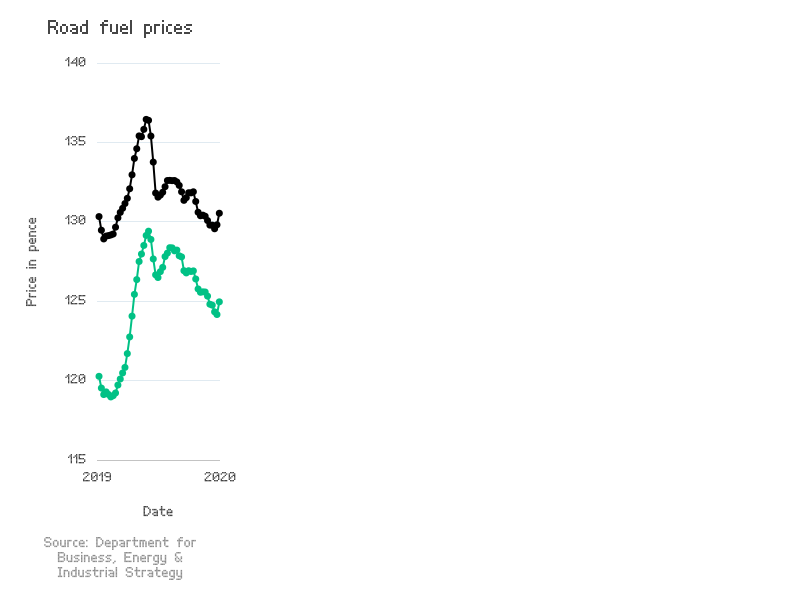 Road fuel prices
140
135
130
125
120
115
Price in pence
2019 2020
Date
Source: Department for
Business, Energy &
Industrial Strategy